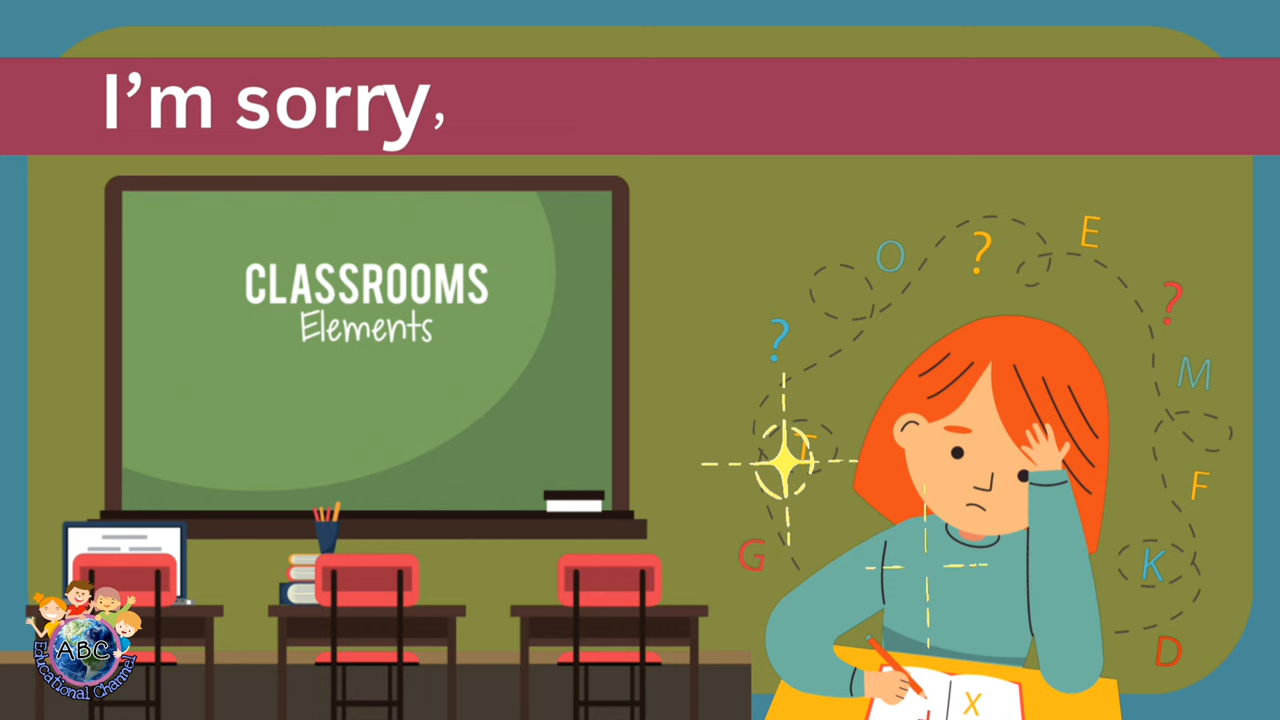 I'm sorry,
CLASSROOMS
Elements
O
?
E
?
?
M
T
F
G
K
D
X
ABC
Educational Channel